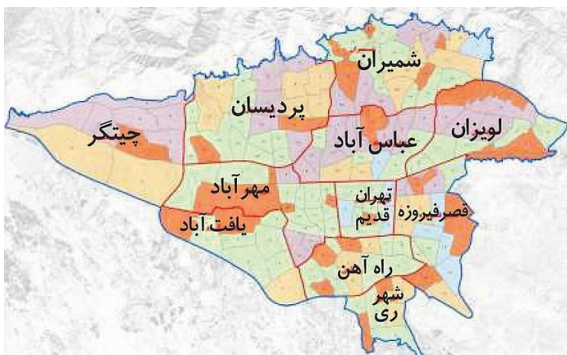 شمیران
پردیسان
لویزان
چیتگر
عباس آباد
مهرآباد
تهران
قدیم
قصرفیروزه
یافت آباد
راه آهن
شهر
ری